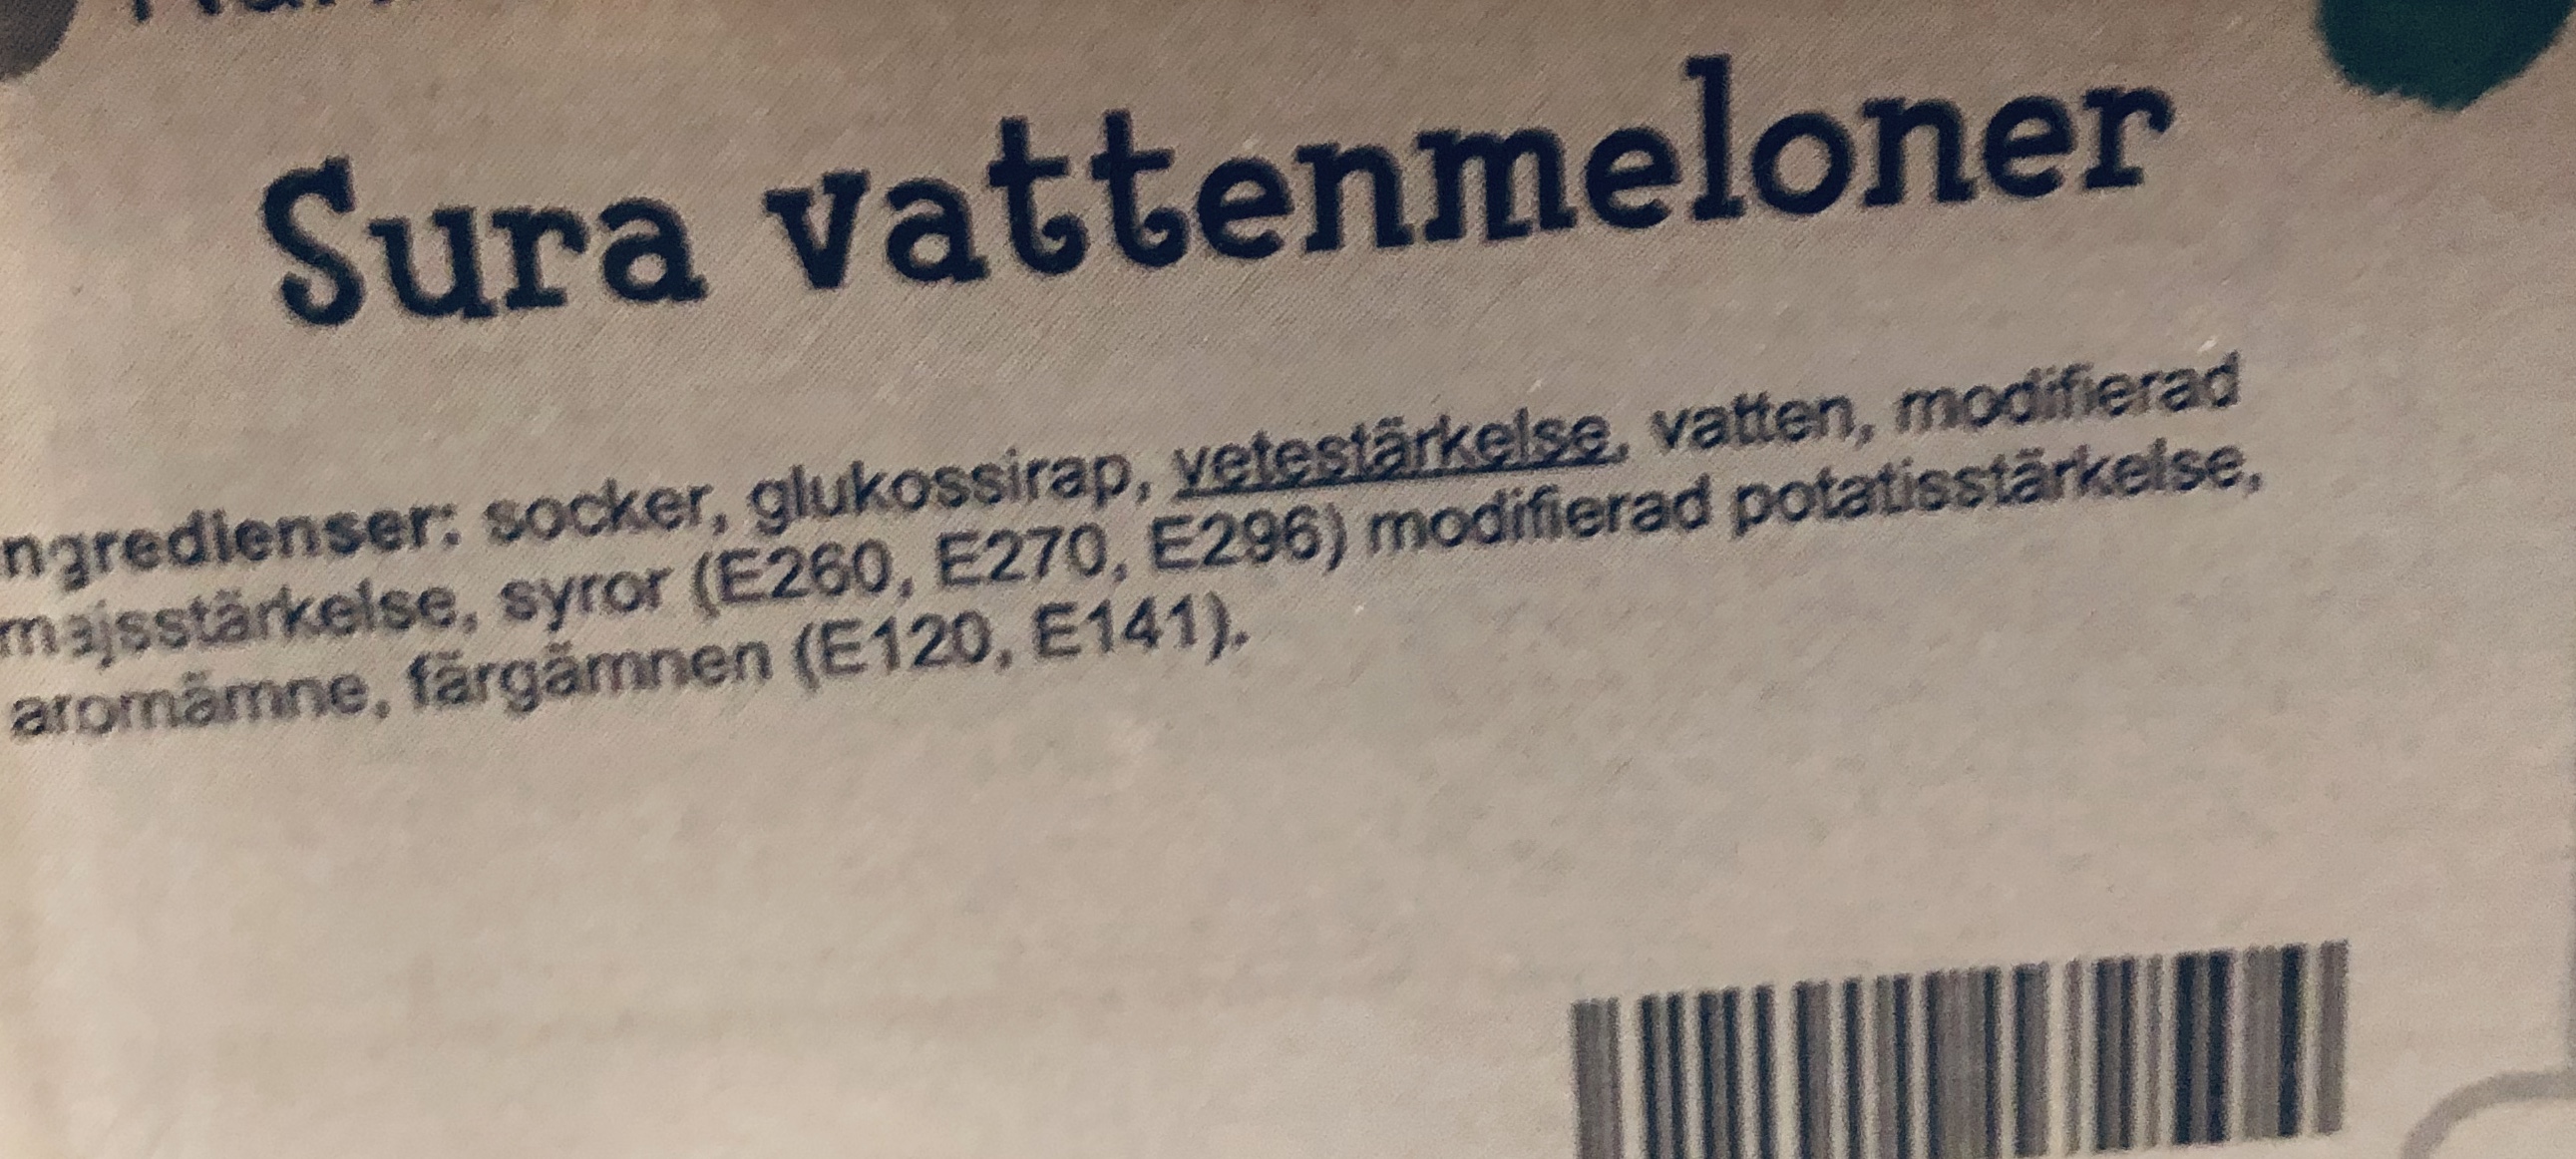 Sura vattenmeloner
ngredienser: socker, glukossirap, vetestärkelse, vatten, modifierad
majsstärkelse, syror (E260, E270, E296) modifierad potatisstärkelse,
aromämne, färgämnen (E120, E141).